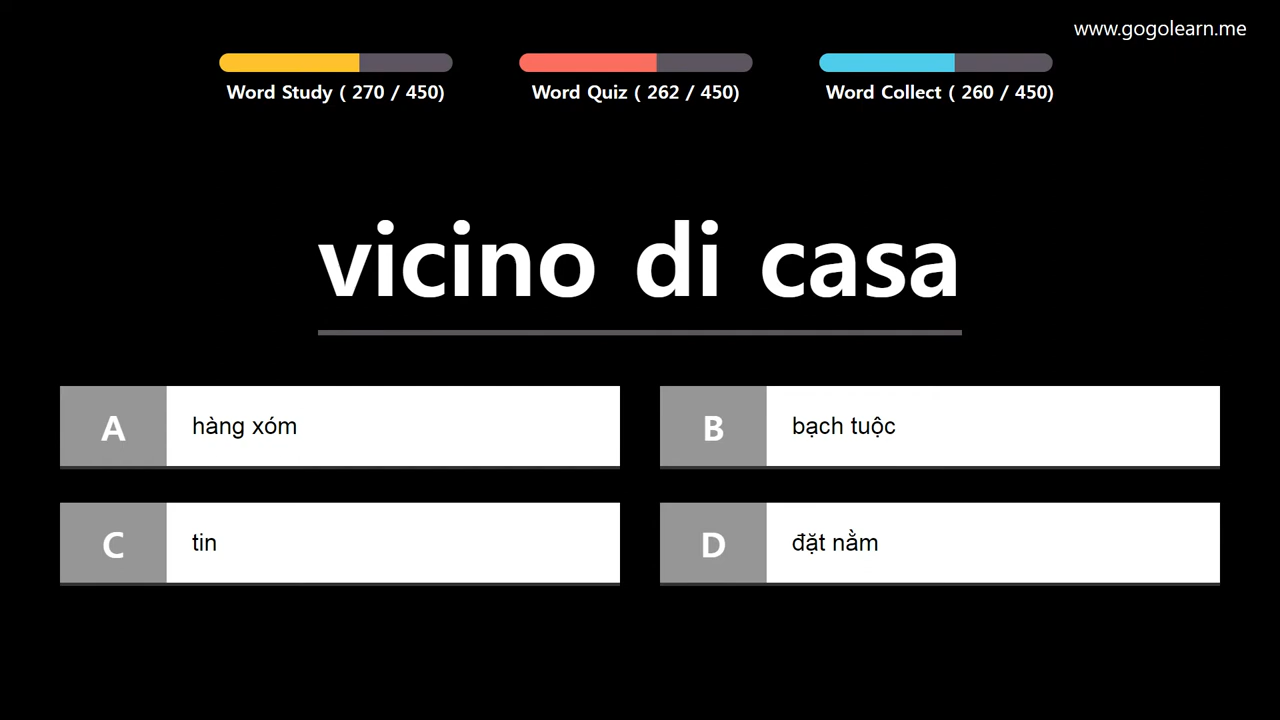 www.gogolearn.me
Word Study ( 270 / 450)
Word Quiz ( 262 / 450)
Word Collect ( 260 / 450)
vicino di casa
A hàng xóm
B bạch tuộc
C tin
D đặt nằm